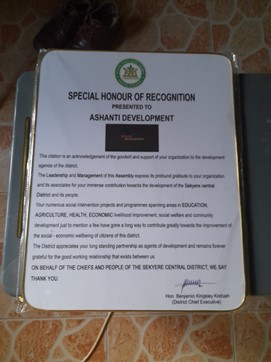 SPECIAL HONOUR OF RECOGNITION
PRESENTED TO
ASHANTI DEVELOPMENT
This citation is an acknowledgement of the goodwill and support of your organization to the development
agenda of the district.
The Leadership and Management of this Assembly express its profound gratitude to your organization
and its associates for your immense contribution towards the development of the Sekyere central
District and its people.
Your numerous social intervention projects and programmes spanning areas in EDUCATION,
AGRICULTURE, HEALTH, ECONOMIC livelihood improvement, social welfare and community
development just to mention a few have gone a long way to contribute greatly towards the improvement of
the social - economic wellbeing of citizens of this district.
The District appreciates your long standing partnership as agents of development and remains forever
grateful for the good working relationship that exists between us.
ON BEHALF OF THE CHIEFS AND PEOPLE OF THE SEKYERE CENTRAL DISTRICT, WE SAY
THANK YOU.
Hon. Benjamin Kingsley
(District Chief Executive)